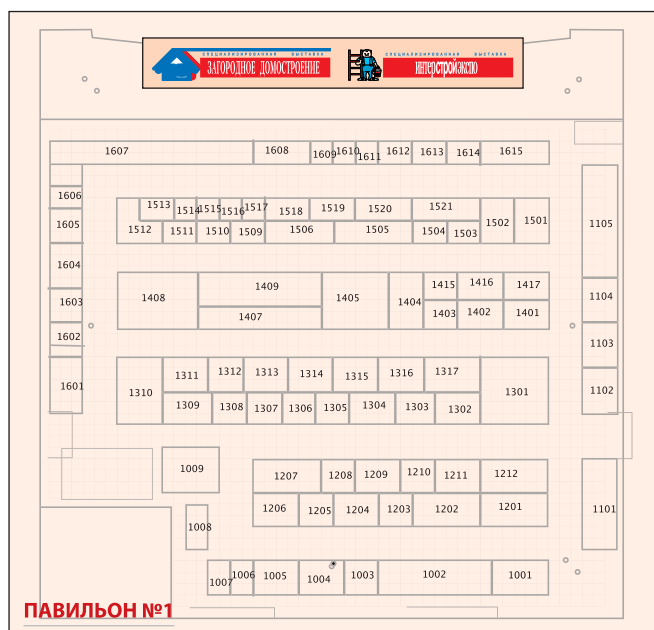 СПЕЦИАЛИЗИРОВАННАЯ ВЫСТАВКА
ЗАГОРОДНОЕ ДОМОСТРОЕНИЕ
СПЕЦИАЛИЗИРОВАННАЯ ВЫСТАВКА
интерстройэкспо
1607 1608 1609 1610 1611 1612 1613 1614 1615
1606
1605
1604
1603
1602
1601
1513 1514 1515 1516 1517 1518 1519 1520 1521
1512 1511 1510 1509 1506 1505 1504 1503 1502 1501
1408 1409 1405 1404 1415 1416 1417
1407 1403 1402 1401
1310 1311 1312 1313 1314 1315 1316 1317 1301
1309 1308 1307 1306 1305 1304 1303 1302
1105
1104
1103
1102
1101
1009
1008
1207 1208 1209 1210 1211 1212
1206 1205 1204 1203 1202 1201
1007 1006 1005 1004 1003 1002 1001
ПАВИЛЬОН №1